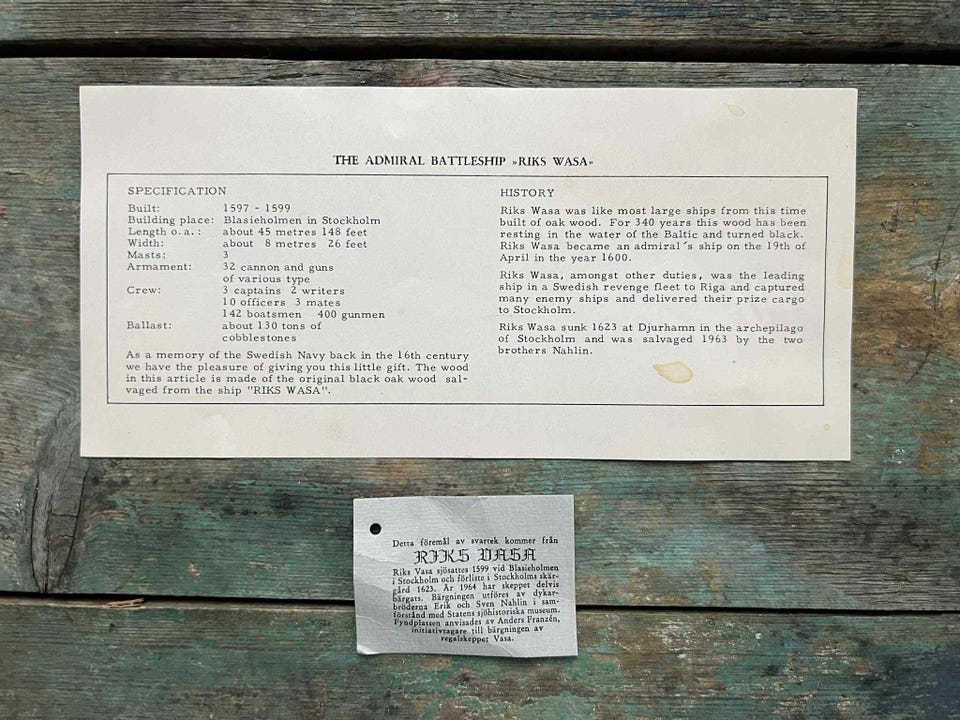 THE ADMIRAL BATTLESHIP »RIKS WASA»
SPECIFICATION
Built: 1597 - 1599
Building place: Blasieholmen in Stockholm
Length o.a.: about 45 metres 148 feet
Width: about 8 metres 26 feet
Masts: 3
Armament: 32 cannon and guns
of various type
Crew: 3 captains 2 writers
10 officers 3 mates
142 boatsmen 400 gunmen
Ballast: about 130 tons of
cobblestones
As a memory of the Swedish Navy back in the 16th century
we have the pleasure of giving you this little gift. The wood
in this article is made of the original black oak wood sal-
vaged from the ship "RIKS WASA".
HISTORY
Riks Wasa was like most large ships from this time
built of oak wood. For 340 years this wood has been
resting in the water of the Baltic and turned black.
Riks Wasa became an admiral's ship on the 19th of
April in the year 1600.
Riks Wasa, amongst other duties, was the leading
ship in a Swedish revenge fleet to Riga and captured
many enemy ships and delivered their prize cargo
to Stockholm.
Riks Wasa sunk 1623 at Djurhamn in the archepilago
of Stockholm and was salvaged 1963 by the two
brothers Nahlin.
Detta föremål av svartek kommer från
RIKS VASA
Riks Vasa sjösattes 1599 vid Blasieholmen
i Stockholm och förliste i Stockholms skär-
gård 1623. År 1964 har skeppet delvis
bärgats. Bärgningen utföres av dykar-
bröderna Erik och Sven Nahlin i sam-
förstånd med Statens sjöhistoriska museum.
Fyndplatsen anvisades av Anders Franzén,
initiativtagare till bärgningen av
regalskeppet Vasa.